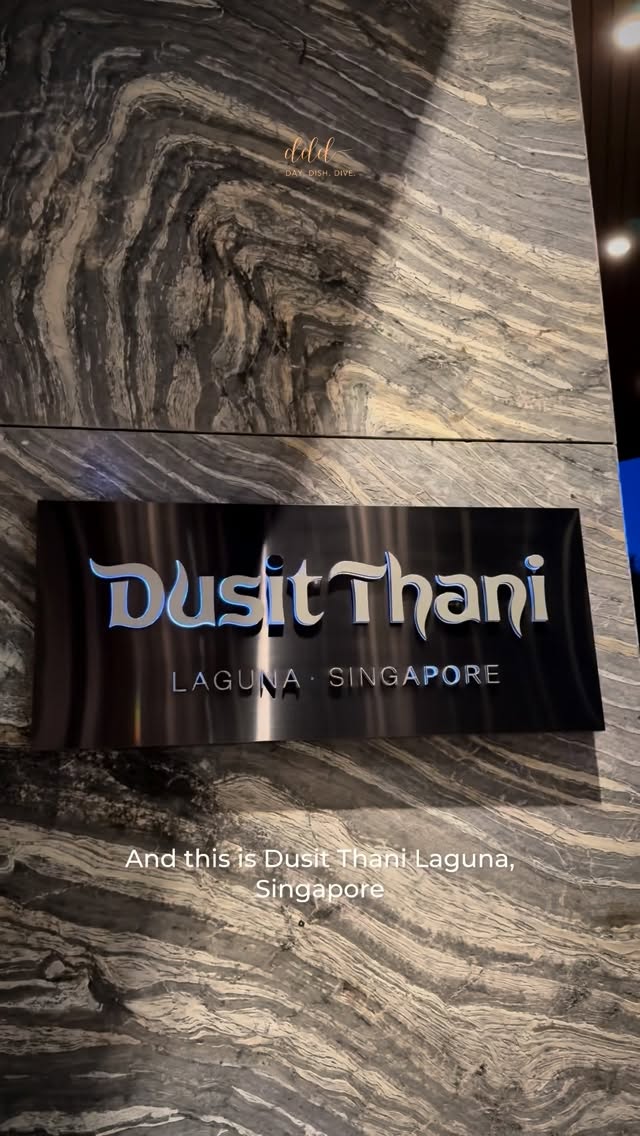 ddd
DAY. DISH. DIVE.
Dusit Thani
LAGUNA · SINGAPORE
And this is Dusit Thani Laguna,
Singapore